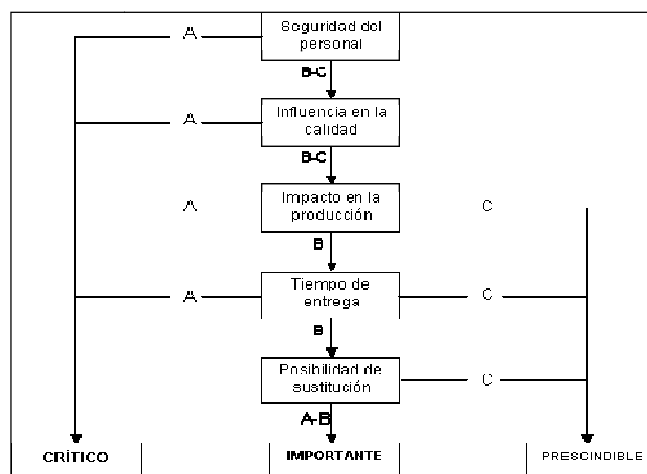 Seguridad del
personal
A
B-C
Influencia en la
calidad
A
B-C
Impacto en la
producción
A
C
B
Tiempo de
entrega
A
C
B
Posibilidad de
sustitución
C
A-B
CRÍTICO
IMPORTANTE
PRESCINDIBLE